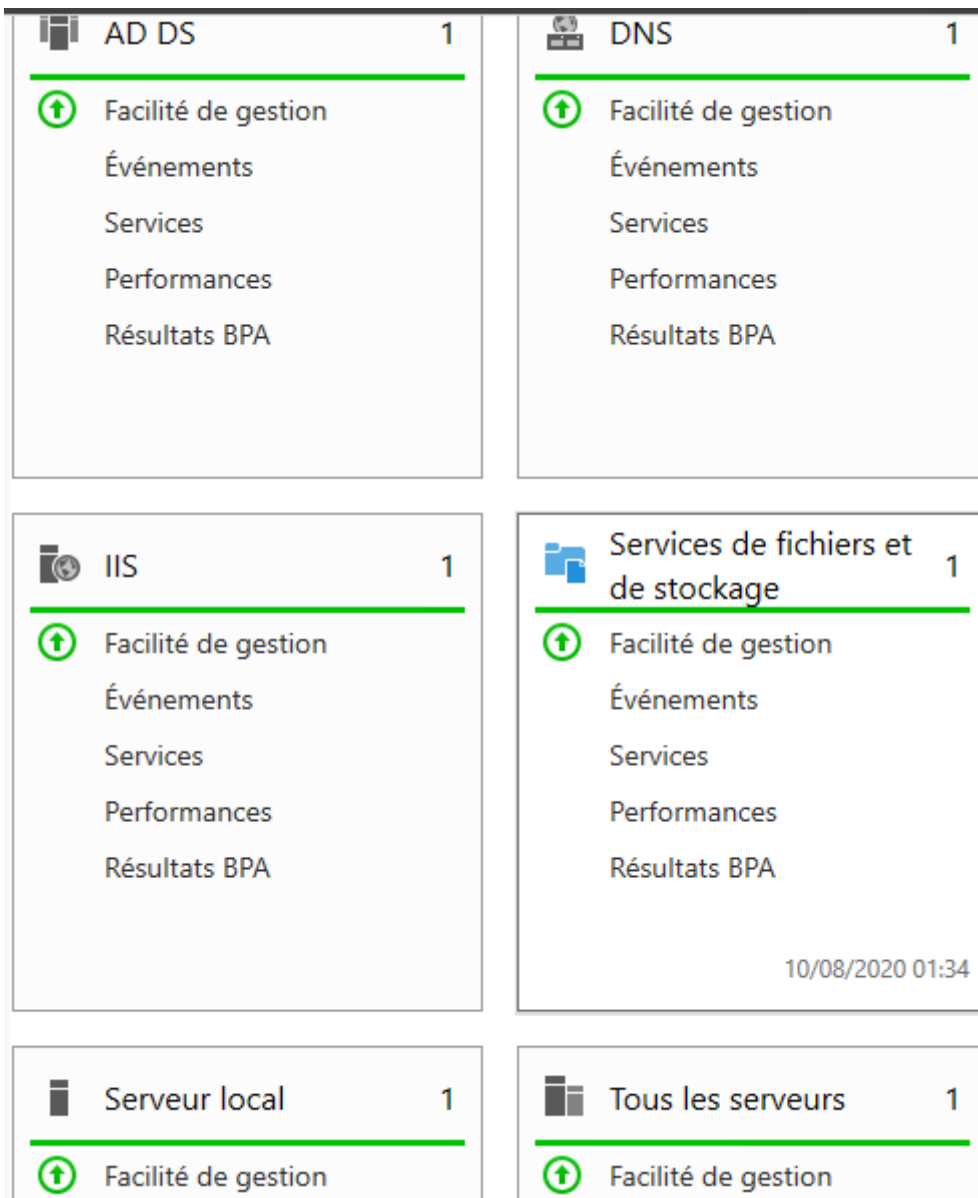 AD DS 1
Facilité de gestion
Événements
Services
Performances
Résultats BPA
DNS 1
Facilité de gestion
Événements
Services
Performances
Résultats BPA
IIS 1
Facilité de gestion
Événements
Services
Performances
Résultats BPA
Services de fichiers et 1
de stockage
Facilité de gestion
Événements
Services
Performances
Résultats BPA
10/08/2020 01:34
Serveur local 1
Facilité de gestion
Tous les serveurs 1
Facilité de gestion